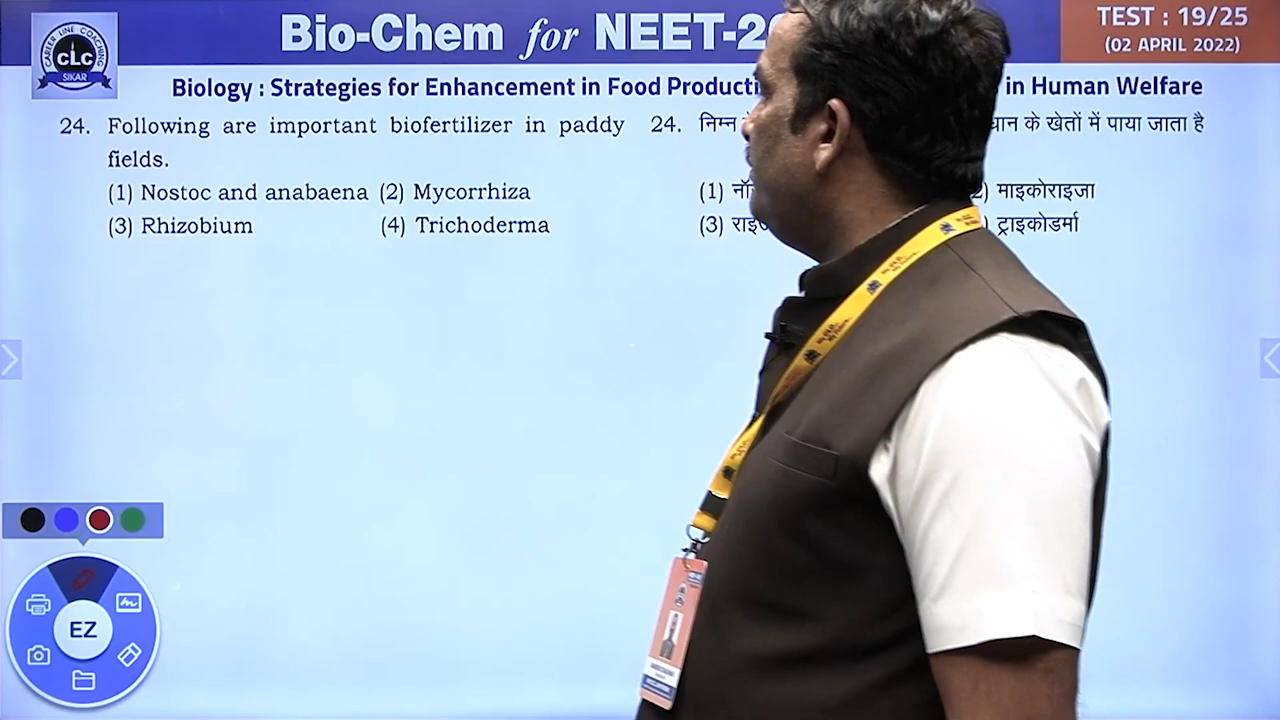 CAREER LINE COACHING
CLC
SIKAR
Bio-Chem for NEET-20
TEST : 19/25
(02 APRIL 2022)
Biology : Strategies for Enhancement in Food in Human Welfare
24. Following are important biofertilizer in paddy
fields.
(1) Nostoc and anabaena (2) Mycorrhiza
(3) Rhizobium (4) Trichoderma
24. निम्न के खेतों में पाया जाता है
(1) माइकोराइजा
(3) ट्राइकोडर्मा
EZ